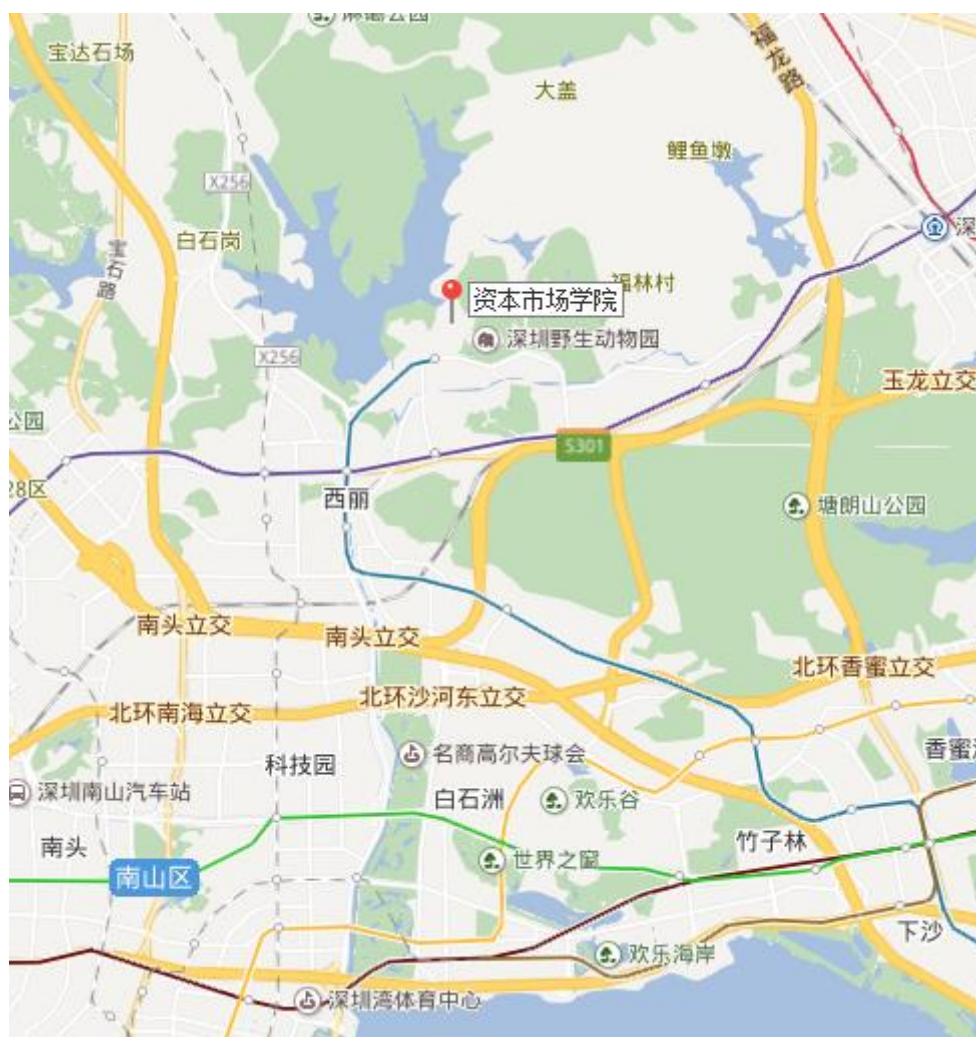 宝达石场
福龙路
大盖
鲤鱼墩
X256
白石岗
宝石路
深
福林村
资本市场学院
深圳野生动物园
X256
玉龙立交
公园
S301
28区
西丽
塘朗山公园
南头立交
南头立交
北环香蜜立交
北环沙河东立交
北环南海立交
名商高尔夫球会
香蜜
科技园
深圳南山汽车站
白石洲
欢乐谷
竹子林
南头
世界之窗
南山区
下沙
欢乐海岸
深圳湾体育中心